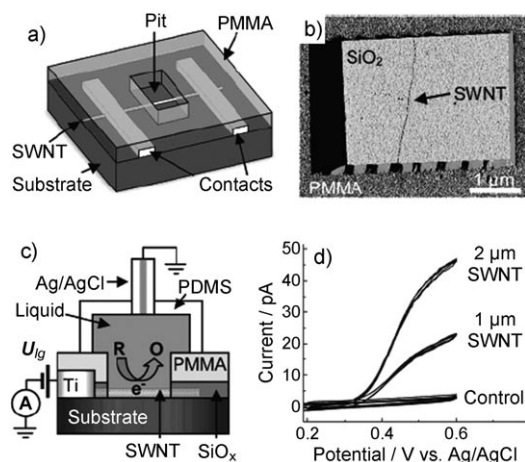 a)
Pit
PMMA
SWNT
Substrate
Contacts
b)
SiO₂
SWNT
PMMA
1 µm
c)
Ag/AgCl
Liquid
PDMS
U_lg
R
O
e⁻
PMMA
Ti
A
Substrate
SWNT
SiOₓ
d)
Current / pA
50
40
30
20
10
0
2 µm
SWNT
1 µm
SWNT
Control
0.2
0.4
0.6
Potential / V vs. Ag/AgCl